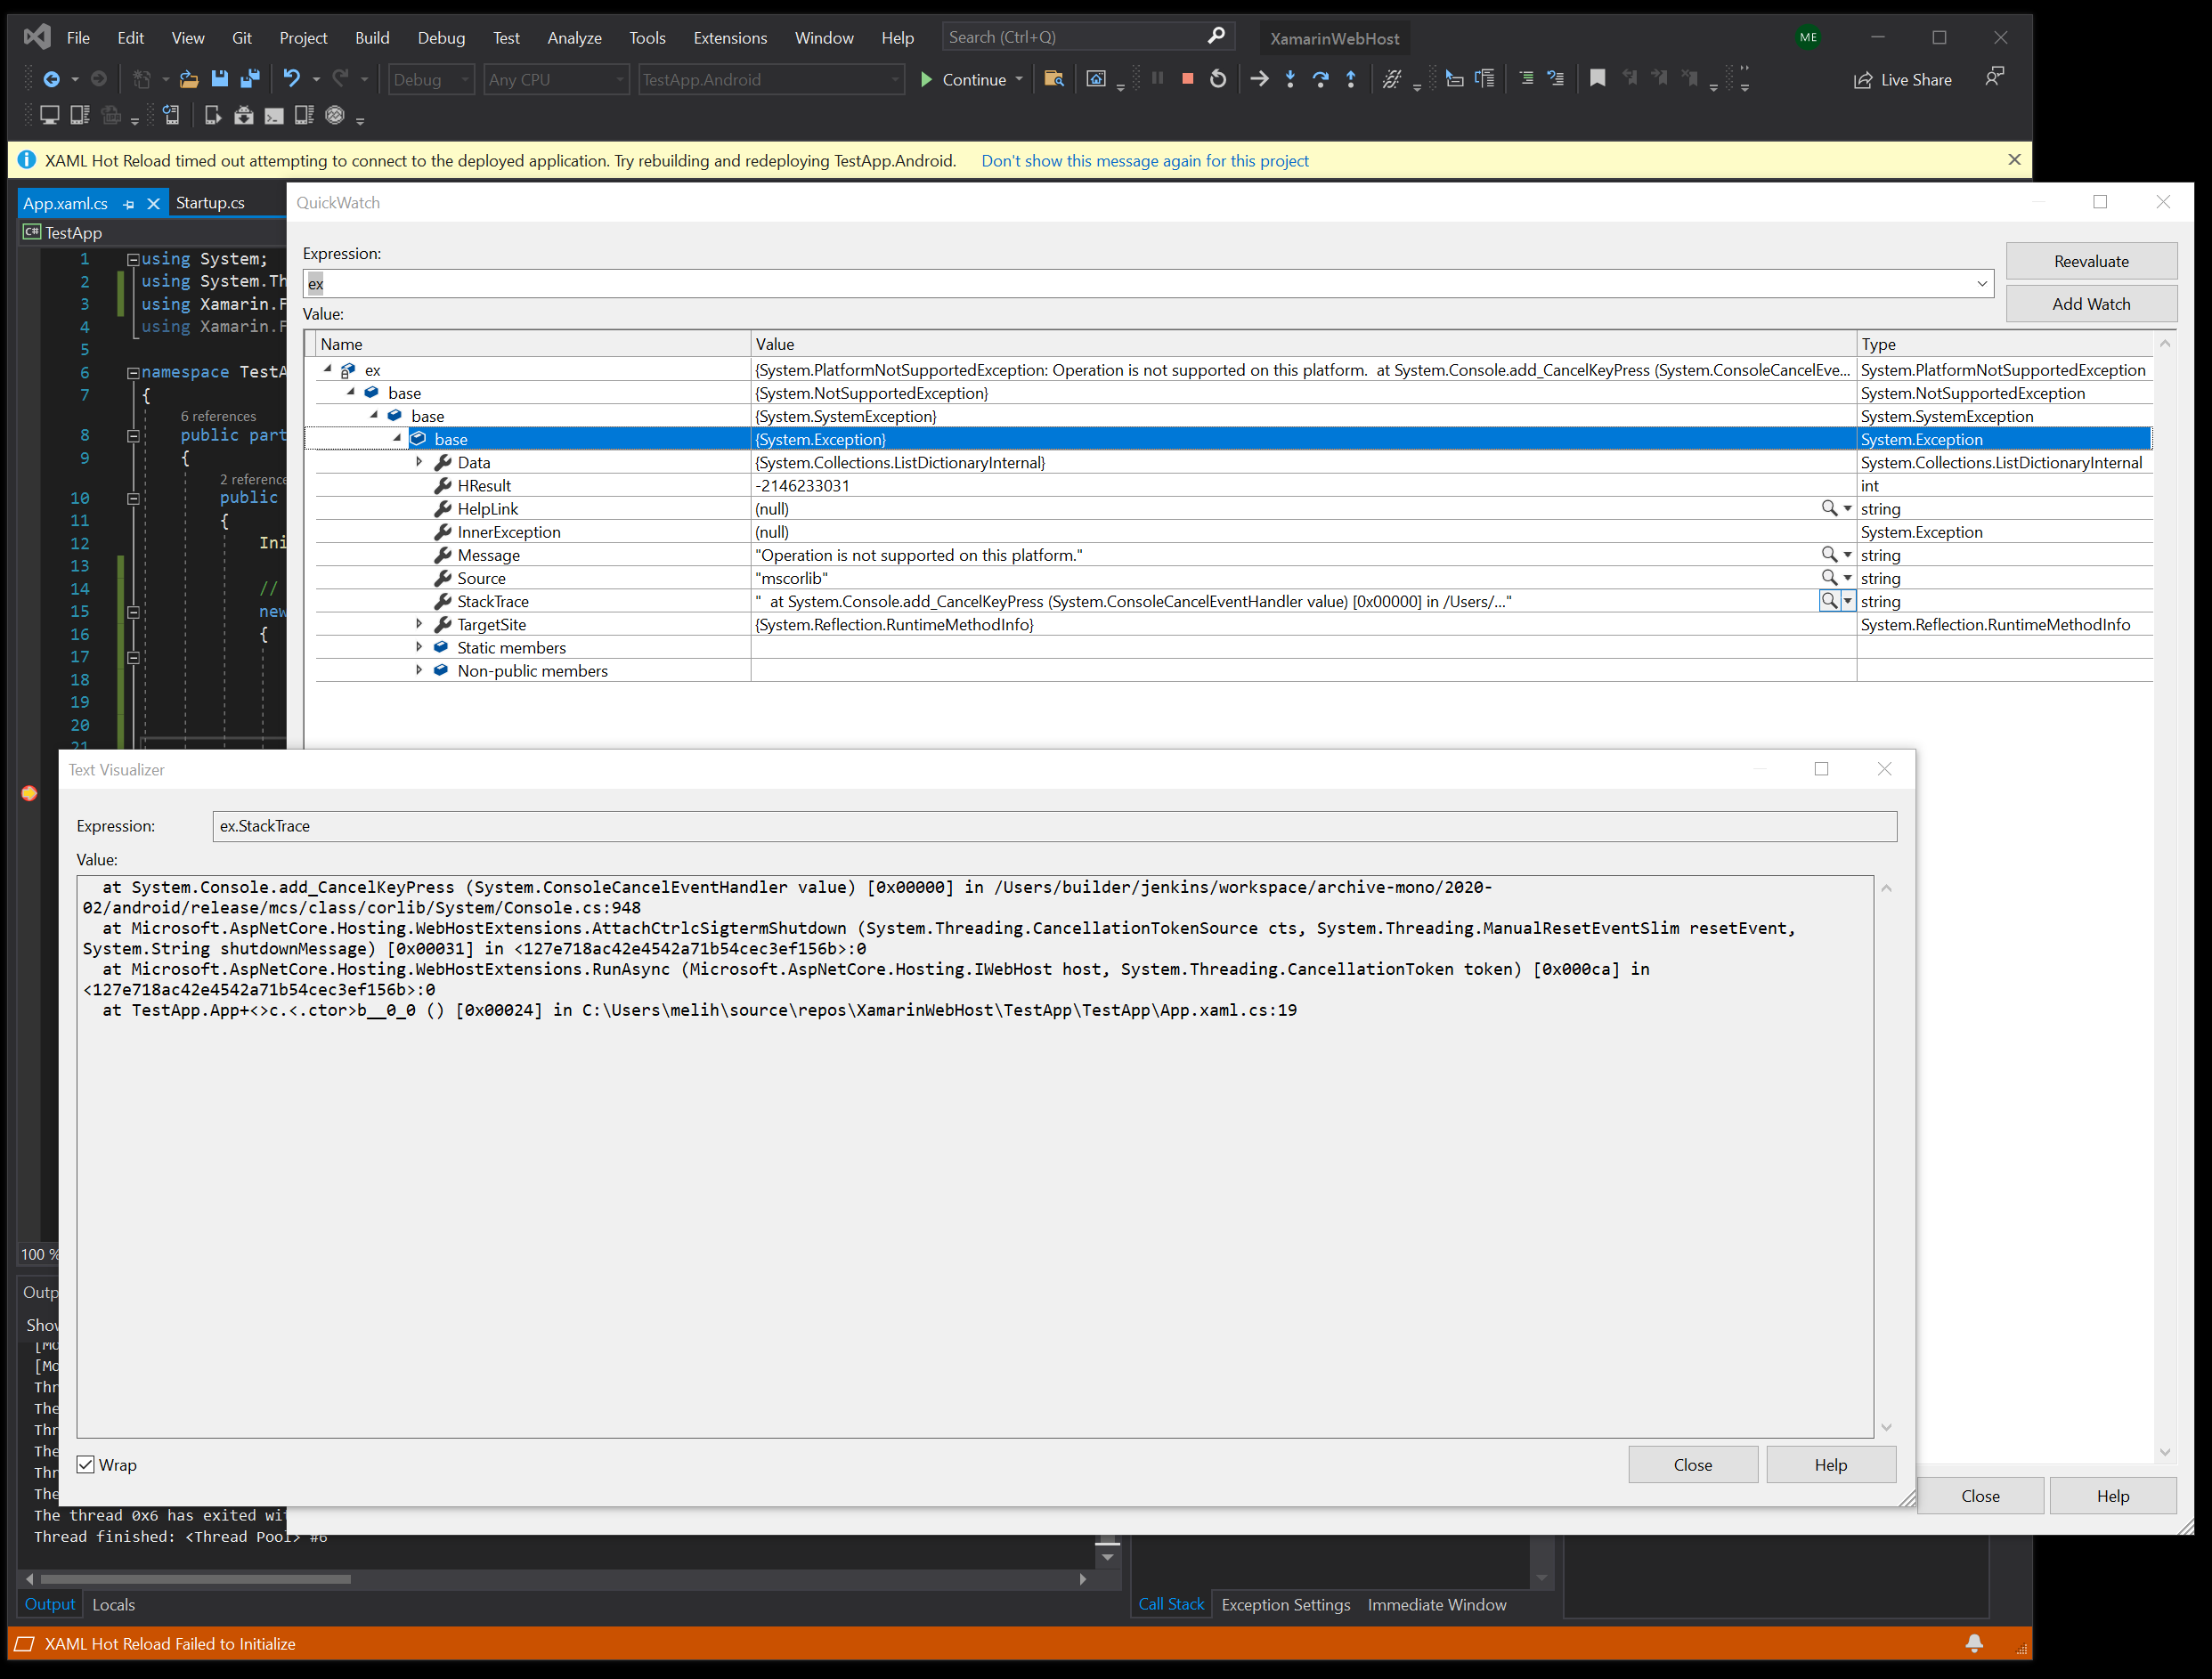 File Edit View Git Project Build Debug Test Analyze Tools Extensions Window Help Search (Ctrl+Q) XamarinWebHost ME
Debug Any CPU TestApp.Android Continue Live Share
XAML Hot Reload timed out attempting to connect to the deployed application. Try rebuilding and redeploying TestApp.Android. Don't show this message again for this project
App.xaml.cs Startup.cs
QuickWatch
C# TestApp
1 using System;
2 using System.Th
3 using Xamarin.F
4 using Xamarin.F
5
6 namespace TestA
7 {
6 references
8 public part
9 {
2 reference
10 public
11 {
12 Ini
13
14 //
15 new
16 {
17
18
19
20
21
Expression:
ex
Reevaluate
Add Watch
Value:
Name Value Type
ex {System.PlatformNotSupportedException: Operation is not supported on this platform.  at System.Console.add_CancelKeyPress (System.ConsoleCancelEve... System.PlatformNotSupportedException
base {System.NotSupportedException} System.NotSupportedException
base {System.SystemException} System.SystemException
base {System.Exception} System.Exception
Data {System.Collections.ListDictionaryInternal} System.Collections.ListDictionaryInternal
HResult -2146233031 int
HelpLink (null) string
InnerException (null) System.Exception
Message "Operation is not supported on this platform." string
Source "mscorlib" string
StackTrace "  at System.Console.add_CancelKeyPress (System.ConsoleCancelEventHandler value) [0x00000] in /Users/..." string
TargetSite {System.Reflection.RuntimeMethodInfo} System.Reflection.RuntimeMethodInfo
Static members
Non-public members
Text Visualizer
Expression: ex.StackTrace
Value:
at System.Console.add_CancelKeyPress (System.ConsoleCancelEventHandler value) [0x00000] in /Users/builder/jenkins/workspace/archive-mono/2020-
02/android/release/mcs/class/corlib/System/Console.cs:948
at Microsoft.AspNetCore.Hosting.WebHostExtensions.AttachCtrlcSigtermShutdown (System.Threading.CancellationTokenSource cts, System.Threading.ManualResetEventSlim resetEvent,
System.String shutdownMessage) [0x00031] in <127e718ac42e4542a71b54cec3ef156b>:0
at Microsoft.AspNetCore.Hosting.WebHostExtensions.RunAsync (Microsoft.AspNetCore.Hosting.IWebHost host, System.Threading.CancellationToken token) [0x000ca] in
<127e718ac42e4542a71b54cec3ef156b>:0
at TestApp.App+<>c.<.ctor>b__0_0 () [0x00024] in C:\Users\melih\source\repos\XamarinWebHost\TestApp\TestApp\App.xaml.cs:19
Wrap
Close Help
Close Help
100 %
Outp
Show
[Mo
[Mo
Thr
The
Thr
The
Thr
The
The thread 0x6 has exited wi
Thread finished: <Thread Pool> #6
Output Locals
Call Stack Exception Settings Immediate Window
XAML Hot Reload Failed to Initialize